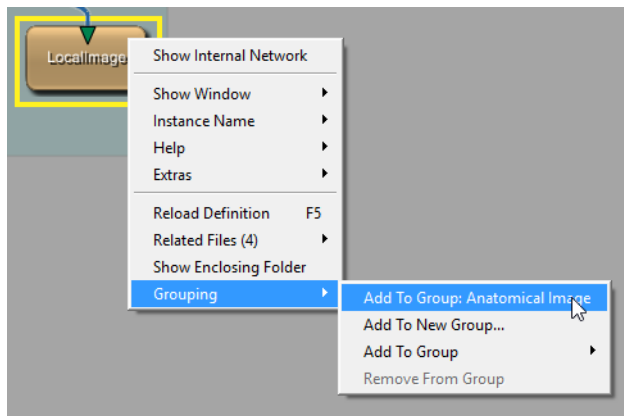 LocalImage
Show Internal Network
Show Window
Instance Name
Help
Extras
Reload Definition F5
Related Files (4)
Show Enclosing Folder
Grouping
Add To Group: Anatomical Image
Add To New Group...
Add To Group
Remove From Group